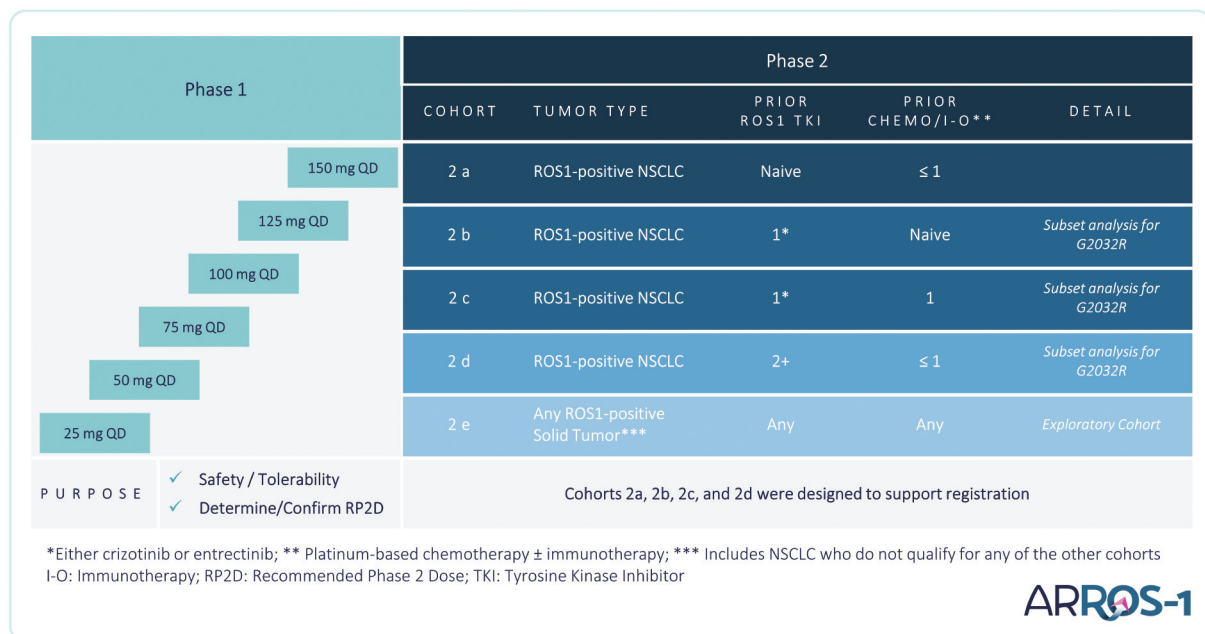 Phase 1
Phase 2
COHORT TUMOR TYPE PRIOR ROS1 TKI PRIOR CHEMO/I-O** DETAIL
150 mg QD
125 mg QD
100 mg QD
75 mg QD
50 mg QD
25 mg QD
2 a ROS1-positive NSCLC Naive ≤ 1
2 b ROS1-positive NSCLC 1* Naive Subset analysis for G2032R
2 c ROS1-positive NSCLC 1* 1 Subset analysis for G2032R
2 d ROS1-positive NSCLC 2+ ≤ 1 Subset analysis for G2032R
2 e Any ROS1-positive Solid Tumor*** Any Any Exploratory Cohort
PURPOSE
✓ Safety / Tolerability
✓ Determine/Confirm RP2D
Cohorts 2a, 2b, 2c, and 2d were designed to support registration
*Either crizotinib or entrectinib; ** Platinum-based chemotherapy ± immunotherapy; *** Includes NSCLC who do not qualify for any of the other cohorts
I-O: Immunotherapy; RP2D: Recommended Phase 2 Dose; TKI: Tyrosine Kinase Inhibitor
ARROS-1